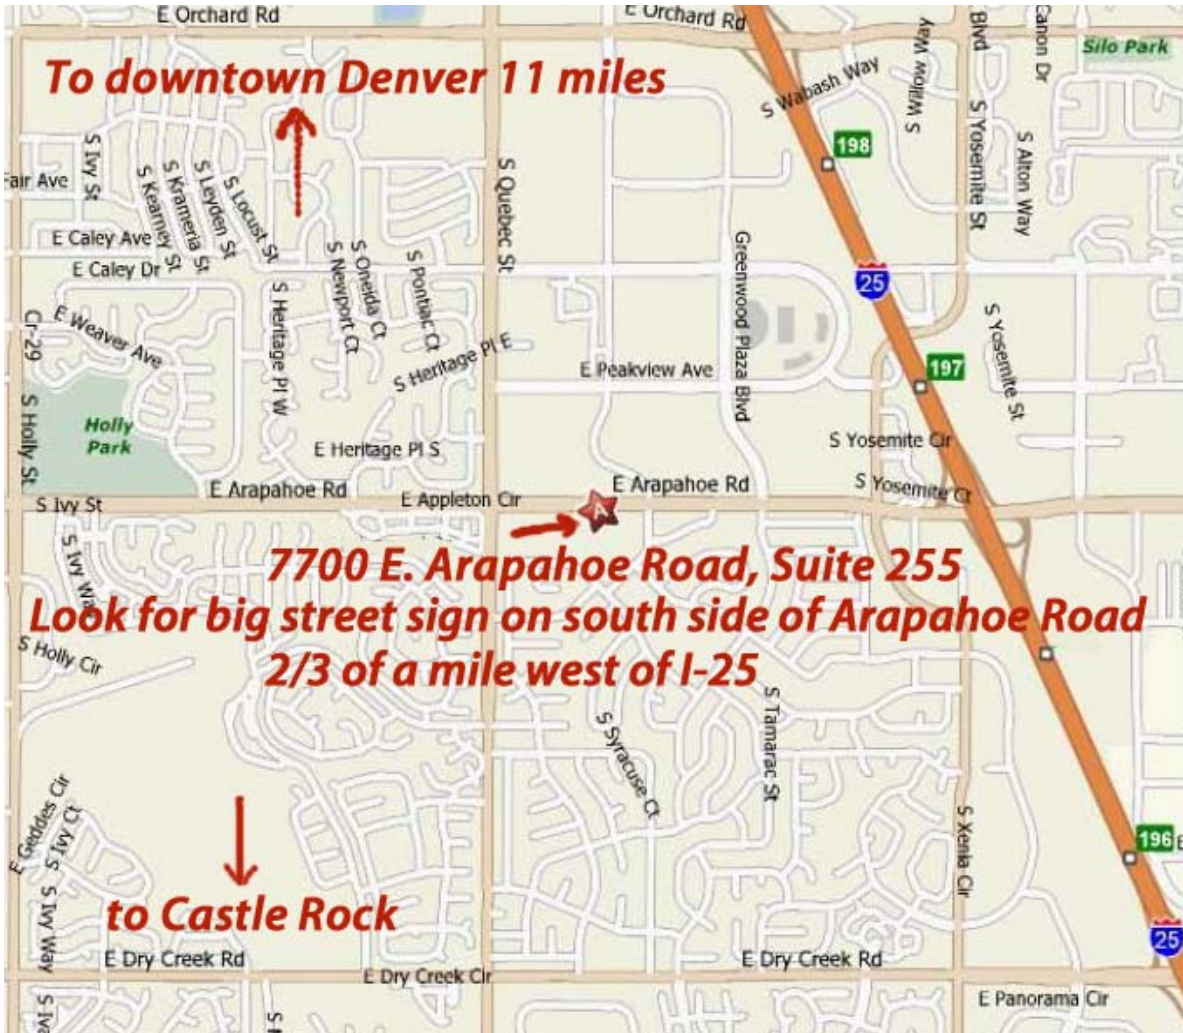 E Orchard Rd
E Orchard Rd
Blvd
Canon Dr
Silo Park
To downtown Denver 11 miles
S Wabash Way
S Willow Way
S Yosemite St
S Alton Way
198
S Ivy St
Fair Ave
S Kearney St
S Krameria St
S Leyden St
S Locust St
S Quebec St
E Caley Ave
E Caley Dr
S Newport Ct
S Oneida Ct
S Pontiac Ct
Greenwood Plaza Blvd
25
Cr-29
E Weaver Ave
S Heritage Pl W
S Heritage Pl E
E Peakview Ave
197
S Yosemite St
S Holly St
Holly
Park
E Heritage Pl S
S Yosemite Cir
E Arapahoe Rd
E Appleton Cir
E Arapahoe Rd
S Yosemite Ct
S Ivy St
A
S Ivy Way
7700 E. Arapahoe Road, Suite 255
Look for big street sign on south side of Arapahoe Road
2/3 of a mile west of I-25
S Holly Cir
S Syracuse Ct
S Tamarac St
E Geddes Cir
S Ivy Ct
S Xenia Cir
196
E
S Ivy Way
to Castle Rock
25
E Dry Creek Rd
E Dry Creek Cir
E Dry Creek Rd
E Panorama Cir